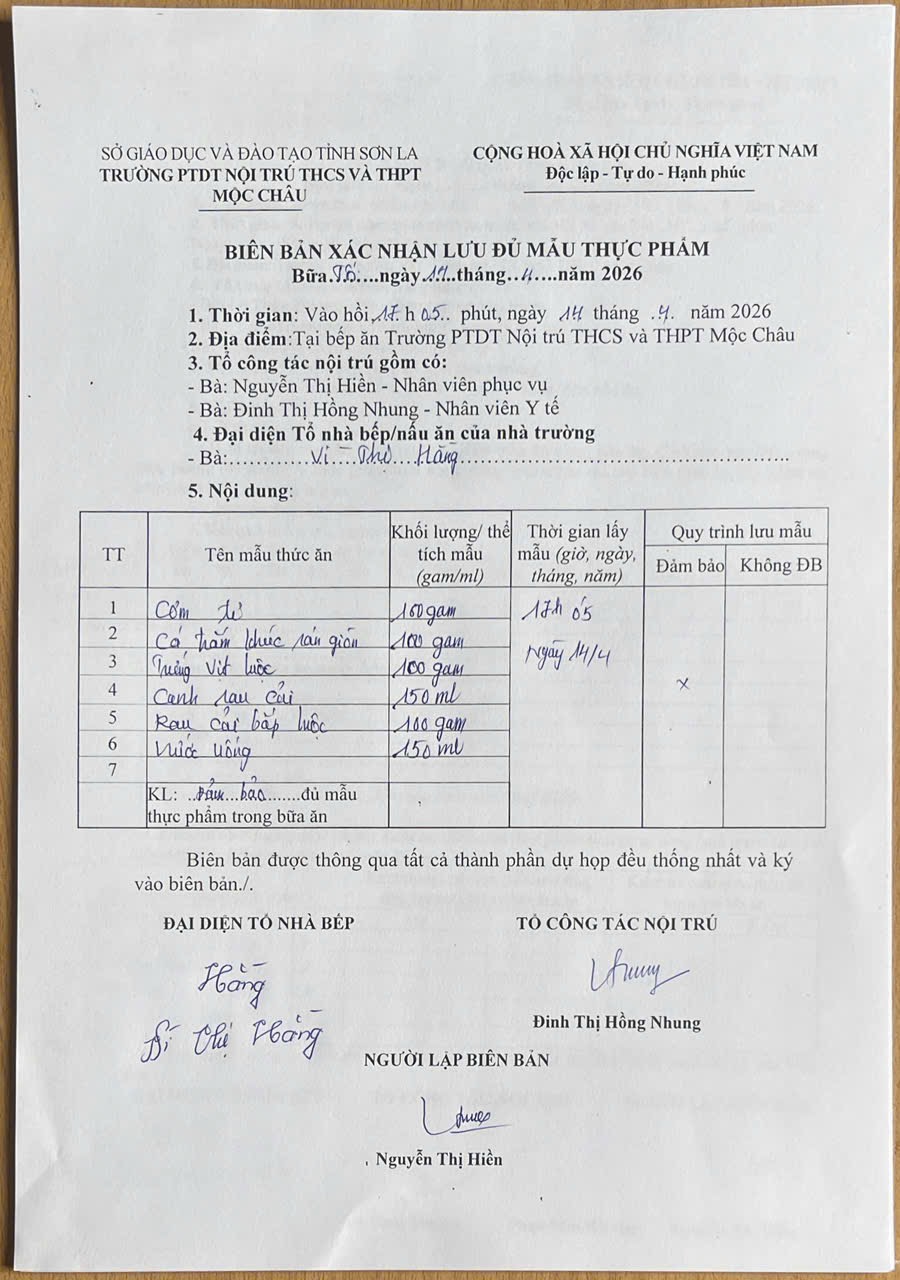 SỞ GIÁO DỤC VÀ ĐÀO TẠO TỈNH SƠN LA
TRƯỜNG PTDT NỘI TRÚ THCS VÀ THPT
MỘC CHÂU
CỘNG HOÀ XÃ HỘI CHỦ NGHĨA VIỆT NAM
Độc lập - Tự do - Hạnh phúc
BIÊN BẢN XÁC NHẬN LƯU ĐỦ MẪU THỰC PHẨM
Bữa....ngày....tháng..4....năm 2026
1. Thời gian: Vào hồi 17 h 05.. phút, ngày 14 tháng .4. năm 2026
2. Địa điểm:Tại bếp ăn Trường PTDT Nội trú THCS và THPT Mộc Châu
3. Tổ công tác nội trú gồm có:
- Bà: Nguyễn Thị Hiền - Nhân viên phục vụ
- Bà: Đinh Thị Hồng Nhung - Nhân viên Y tế
4. Đại diện Tổ nhà bếp/nấu ăn của nhà trường
- Bà:............Vì....Thị....Hằng..............................
5. Nội dung:
TT Tên mẫu thức ăn Khối lượng/ thể tích mẫu (gam/ml) Thời gian lấy mẫu (giờ, ngày, tháng, năm) Quy trình lưu mẫu
Đảm bảo Không ĐB
1 Cơm tẻ 100gam 17h 05
2 Cá trắm khúc rán giòn 100 gam
3 Trứng vịt luộc 100 gam Ngày 14/4
4 Canh rau cải 150 ml x
5 Rau cải bắp luộc 100 gam
6 Nước uống 150 ml
7
KL: ..Đảm...bảo........đủ mẫu
thực phẩm trong bữa ăn
Biên bản được thông qua tất cả thành phần dự họp đều thống nhất và ký
vào biên bản./.
ĐẠI DIỆN TỔ NHÀ BẾP
TỔ CÔNG TÁC NỘI TRÚ
Hằng
Nhung
Vì Thị Hằng
Đinh Thị Hồng Nhung
NGƯỜI LẬP BIÊN BẢN
Nguyễn Thị Hiền